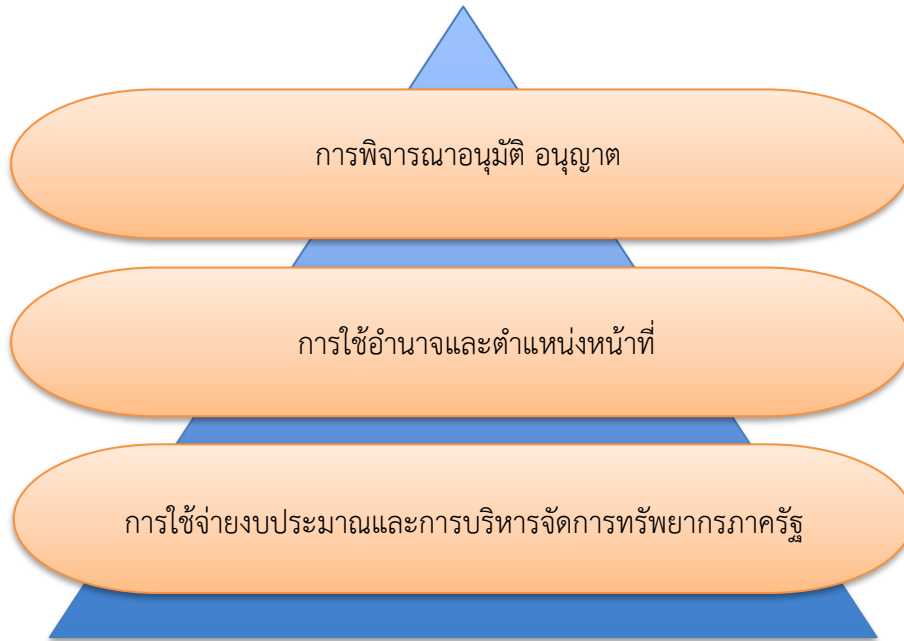 การพิจารณาอนุมัติ อนุญาต
การใช้อำนาจและตำแหน่งหน้าที่
การใช้จ่ายงบประมาณและการบริหารจัดการทรัพยากรภาครัฐ